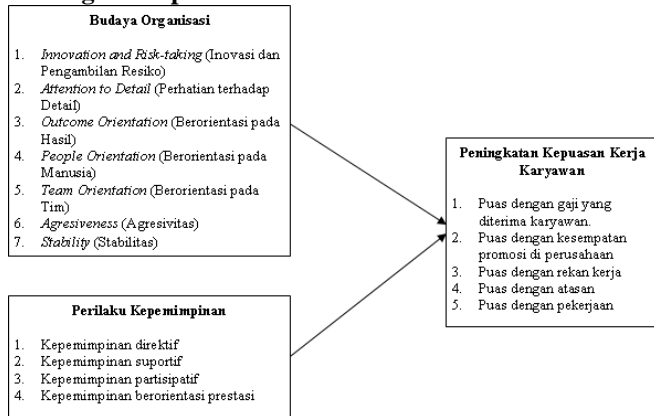 Budaya Organisasi
1. Innovation and Risk-taking (Inovasi dan
Pengambilan Resiko)
2. Attention to Detail (Perhatian terhadap
Detail)
3. Outcome Orientation (Berorientasi pada
Hasil)
4. People Orientation (Berorientasi pada
Manusia)
5. Team Orientation (Berorientasi pada
Tim)
6. Agresiveness (Agresivitas)
7. Stability (Stabilitas)
Peningkatan Kepuasan Kerja
Karyawan
1. Puas dengan gaji yang
diterima karyawan.
2. Puas dengan kesempatan
promosi di perusahaan
3. Puas dengan rekan kerja
4. Puas dengan atasan
5. Puas dengan pekerjaan
Perilaku Kepemimpinan
1. Kepemimpinan direktif
2. Kepemimpinan suportif
3. Kepemimpinan partisipatif
4. Kepemimpinan berorientasi prestasi